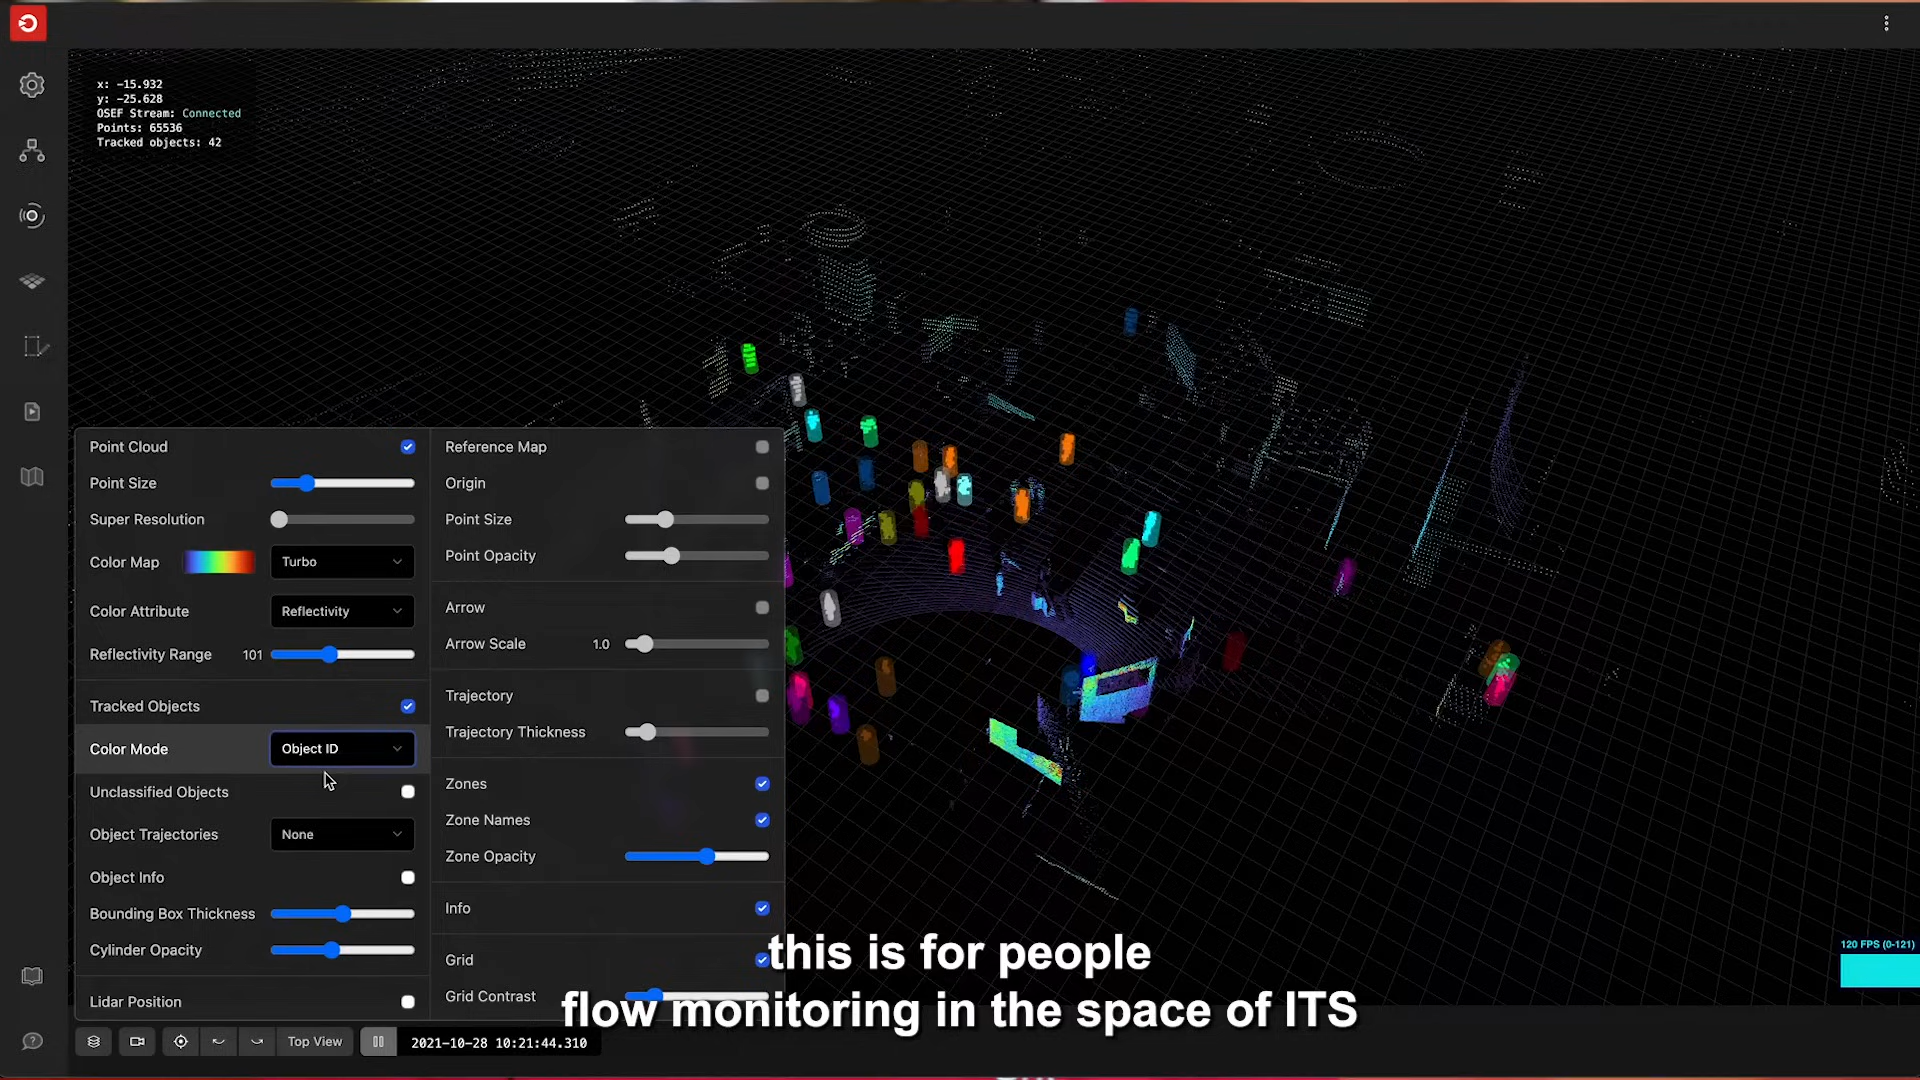 x: -15.932
y: -25.628
OSEF Stream: Connected
Points: 65536
Tracked objects: 42
Point Cloud
Point Size
Super Resolution
Color Map Turbo
Color Attribute Reflectivity
Reflectivity Range 101
Tracked Objects
Color Mode Object ID
Unclassified Objects
Object Trajectories None
Object Info
Bounding Box Thickness
Cylinder Opacity
Lidar Position
Reference Map
Origin
Point Size
Point Opacity
Arrow
Arrow Scale 1.0
Trajectory
Trajectory Thickness
Zones
Zone Names
Zone Opacity
Info
Grid
Grid Contrast
120 FPS (0-121)
this is for people
flow monitoring in the space of ITS
Top View 2021-10-28 10:21:44.310